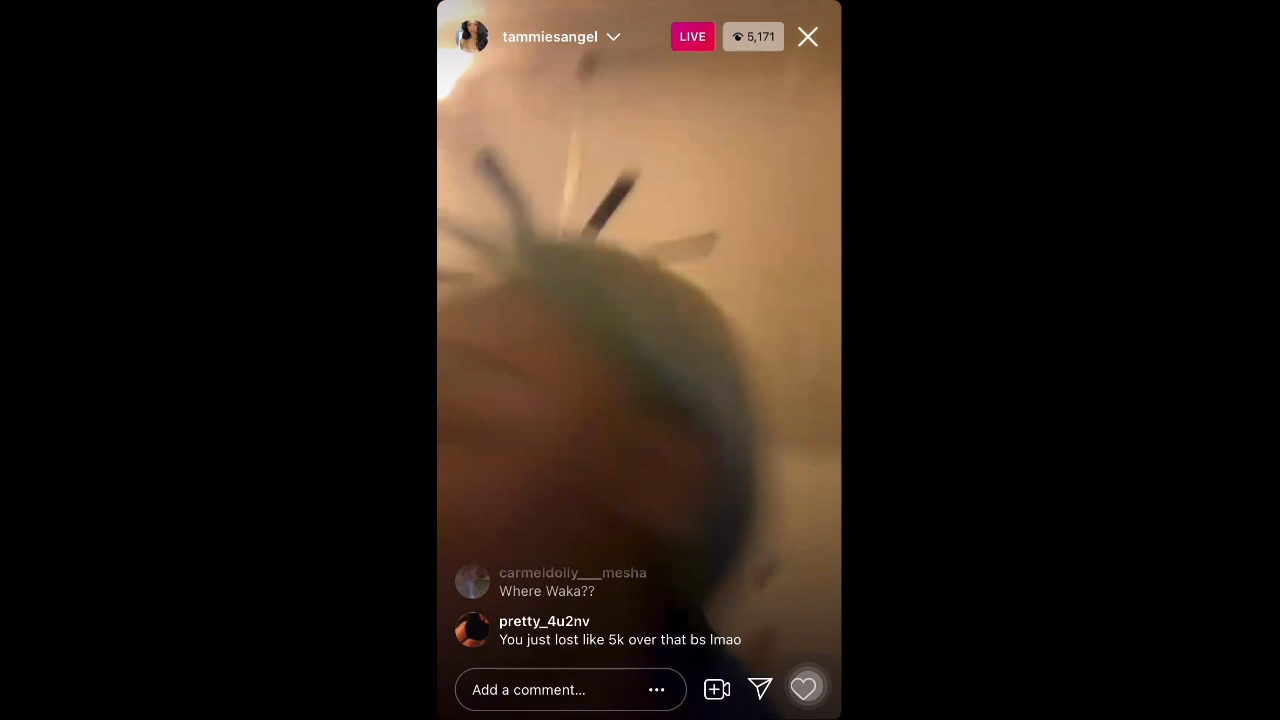 tammiesangel
LIVE
5,171
carmeldolly___mesha
Where Waka??
pretty_4u2nv
You just lost like 5k over that bs lmao
Add a comment...